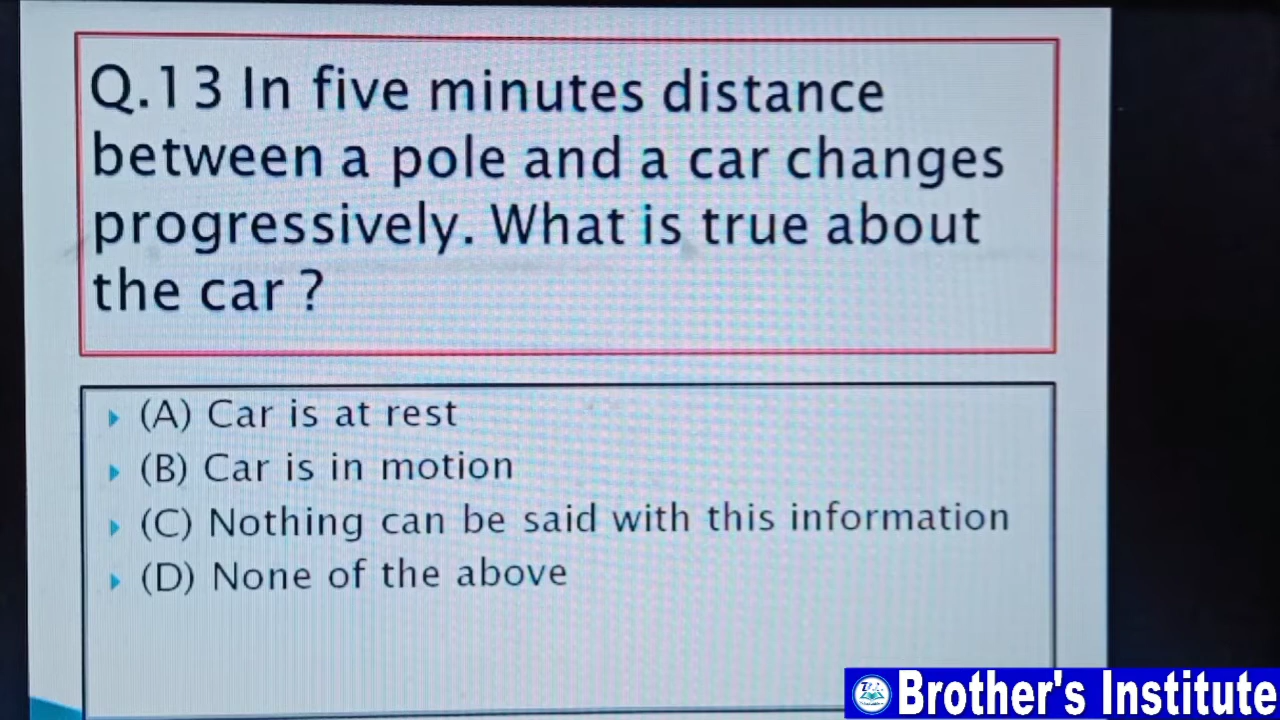 Q.13 In five minutes distance
between a pole and a car changes
progressively. What is true about
the car ?
(A) Car is at rest
(B) Car is in motion
(C) Nothing can be said with this information
(D) None of the above
Brother's Institute